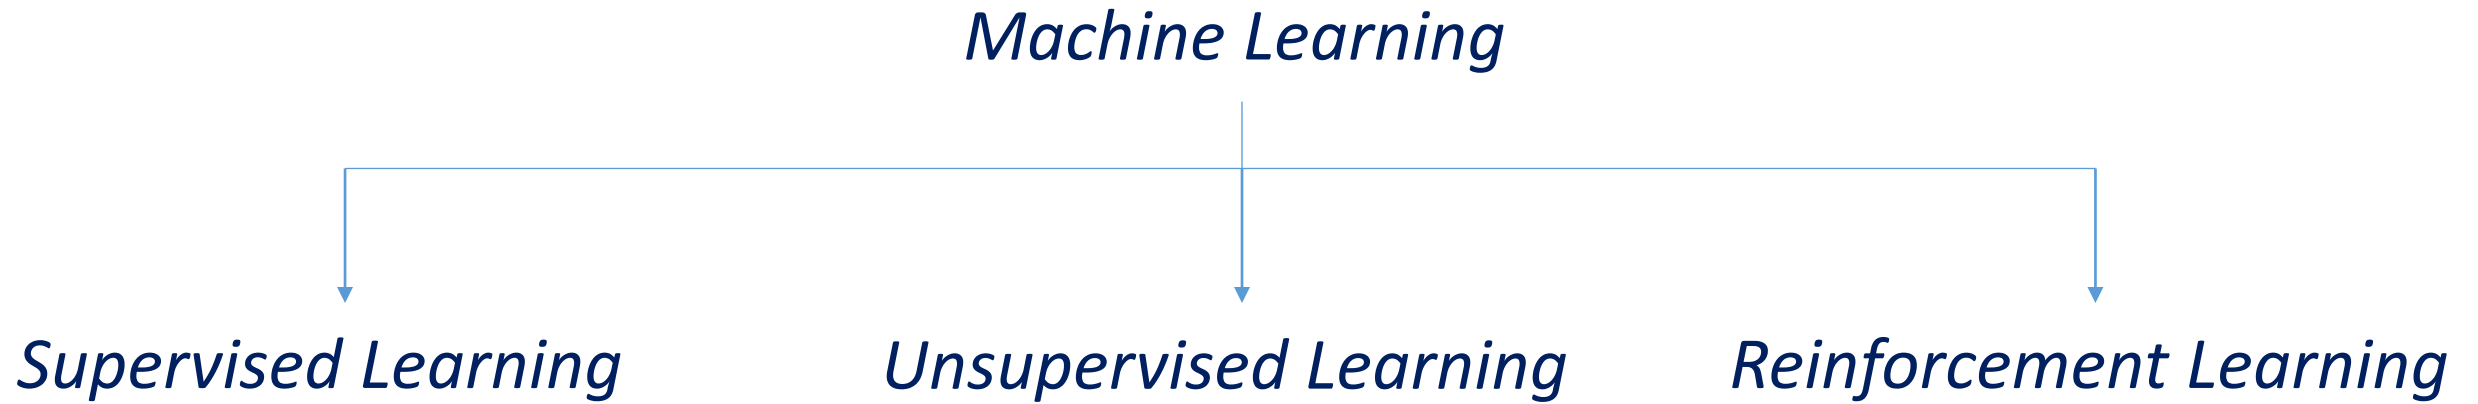 Machine Learning
Supervised Learning
Unsupervised Learning
Reinforcement Learning